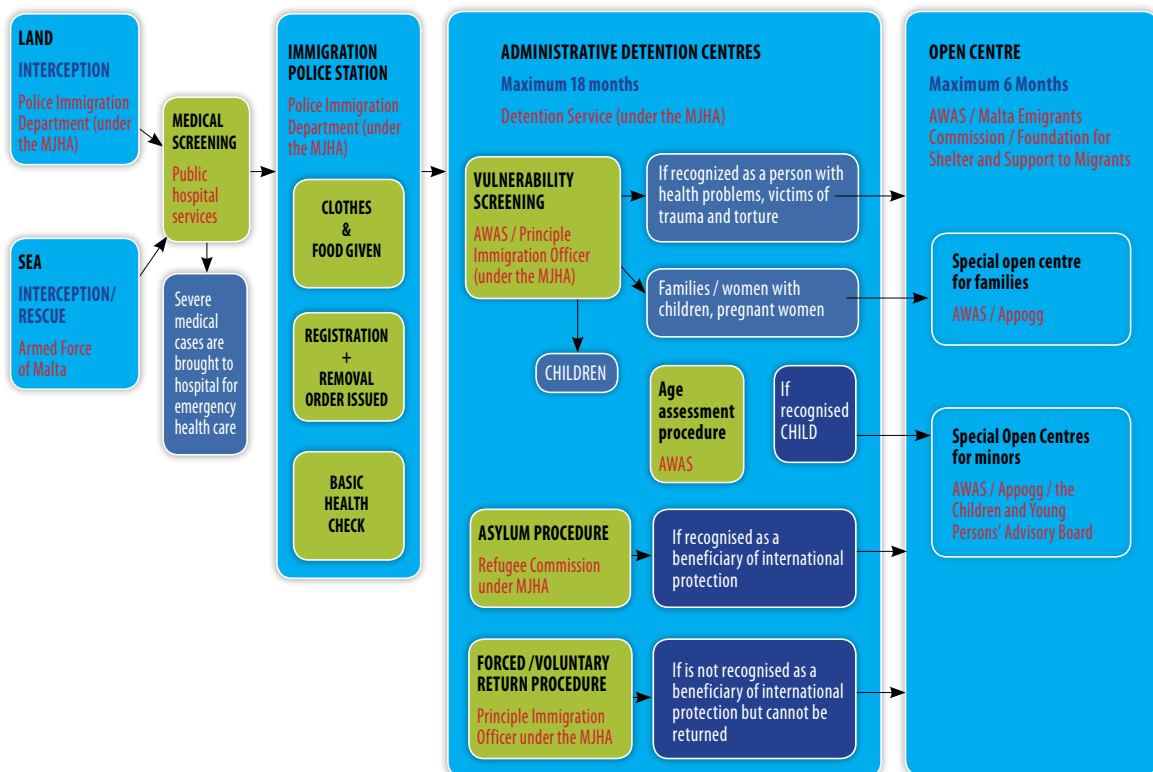 LAND
INTERCEPTION
Police Immigration
Department (under
the MJHA)
SEA
INTERCEPTION/
RESCUE
Armed Force
of Malta
MEDICAL
SCREENING
Public
hospital
services
Severe
medical
cases are
brought to
hospital for
emergency
health care
IMMIGRATION
POLICE STATION
Police Immigration
Department (under
the MJHA)
CLOTHES
&
FOOD GIVEN
REGISTRATION
+
REMOVAL
ORDER ISSUED
BASIC
HEALTH
CHECK
ADMINISTRATIVE DETENTION CENTRES
Maximum 18 months
Detention Service (under the MJHA)
VULNERABILITY
SCREENING
AWAS / Principle
Immigration Officer
(under the MJHA)
If recognized as a person with
health problems, victims of
trauma and torture
Families / women with
children, pregnant women
CHILDREN
Age
assessment
procedure
AWAS
If
recognised
CHILD
ASYLUM PROCEDURE
Refugee Commission
under MJHA
If recognised as a
beneficiary of international
protection
FORCED /VOLUNTARY
RETURN PROCEDURE
Principle Immigration
Officer under the MJHA
If is not recognised as a
beneficiary of international
protection but cannot be
returned
OPEN CENTRE
Maximum 6 Months
AWAS / Malta Emigrants
Commission / Foundation for
Shelter and Support to Migrants
Special open centre
for families
AWAS / Appogg
Special Open Centres
for minors
AWAS / Appogg / the
Children and Young
Persons’ Advisory Board